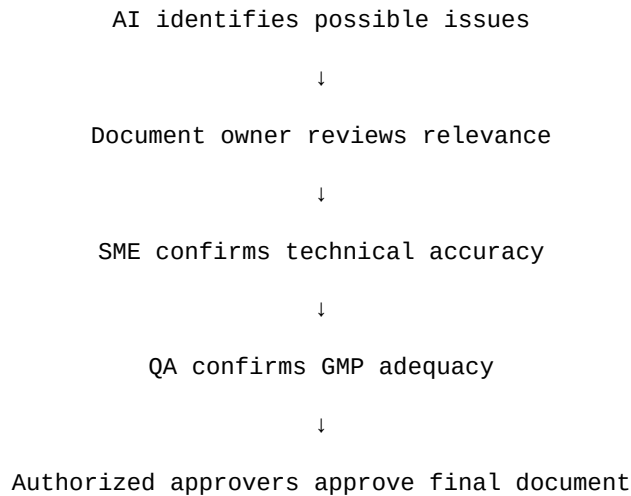 AI identifies possible issues
↓
Document owner reviews relevance
↓
SME confirms technical accuracy
↓
QA confirms GMP adequacy
↓
Authorized approvers approve final document